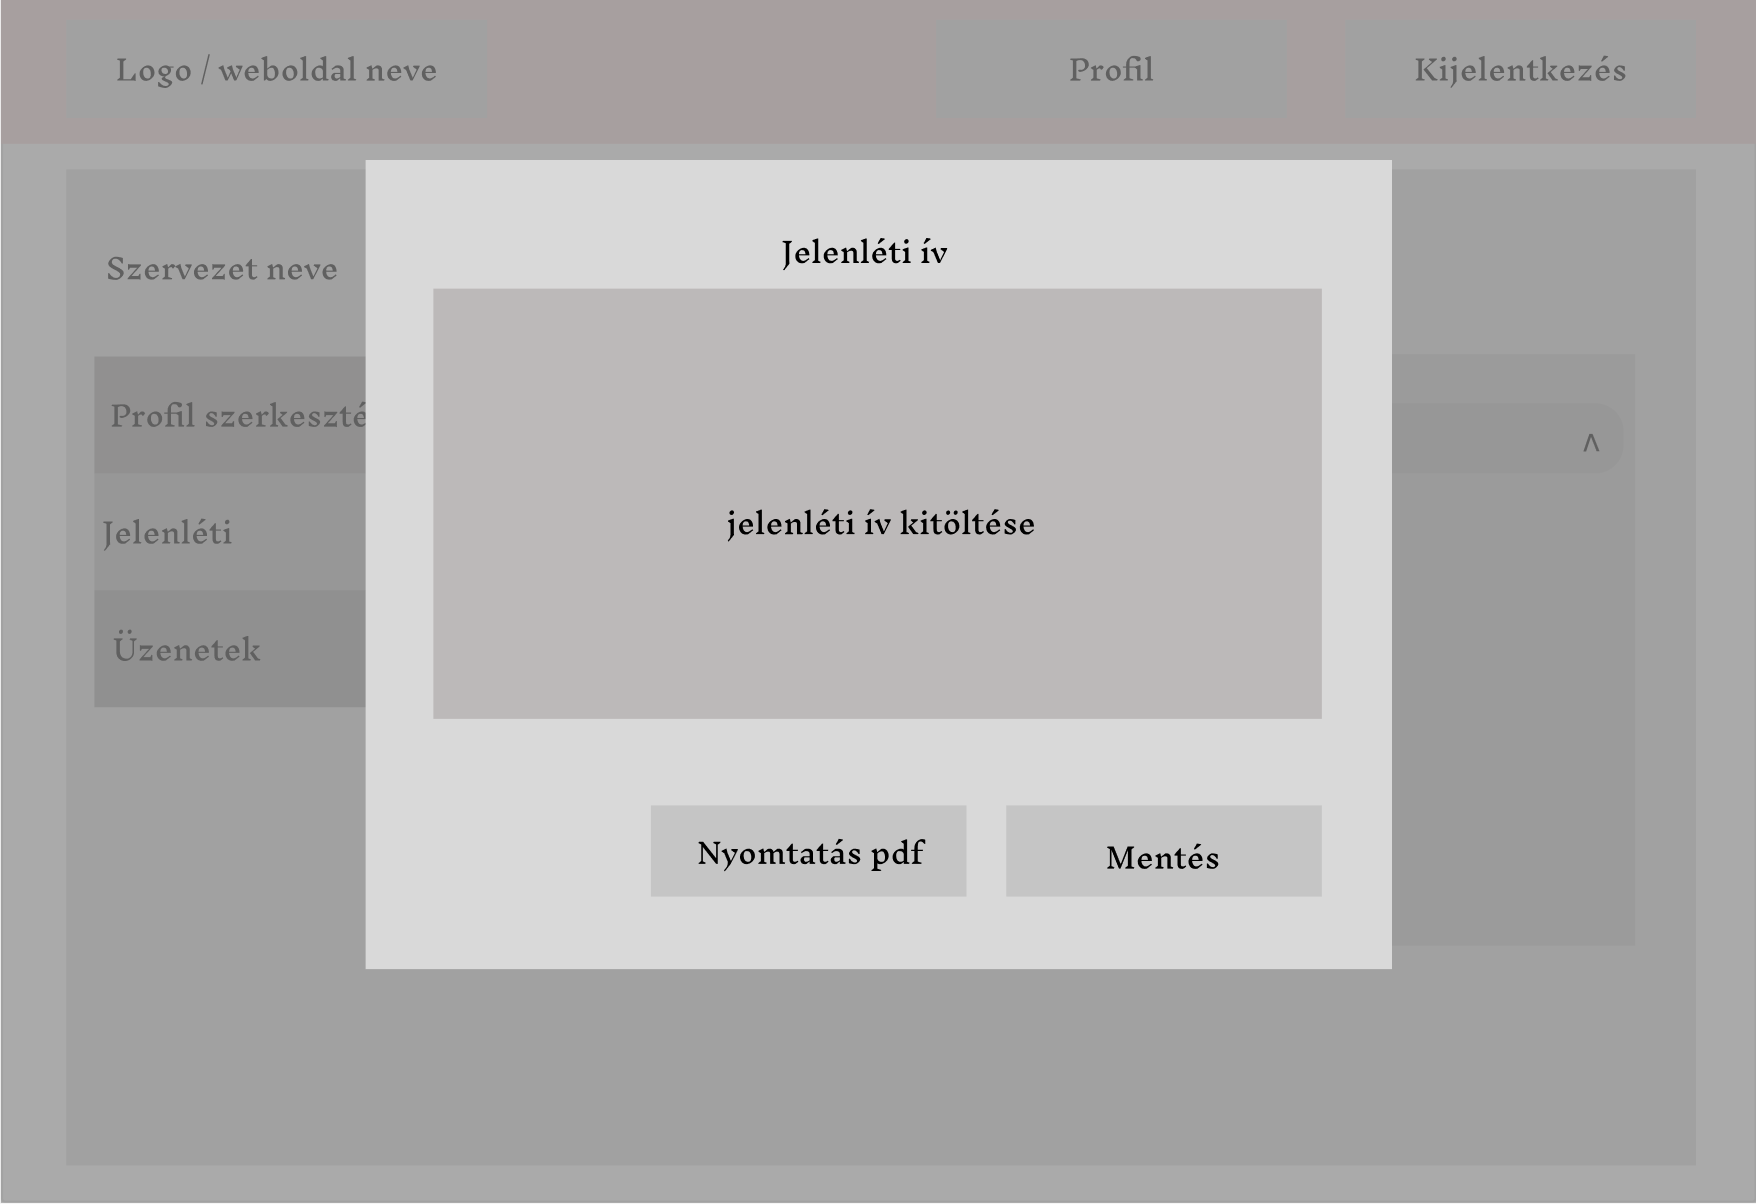 Logo / weboldal neve
Profil
Kijelentkezés
Szervezet neve
Profil szerkeszté
Jelenléti
Üzenetek
Jelenléti ív
jelenléti ív kitöltése
Nyomtatás pdf
Mentés